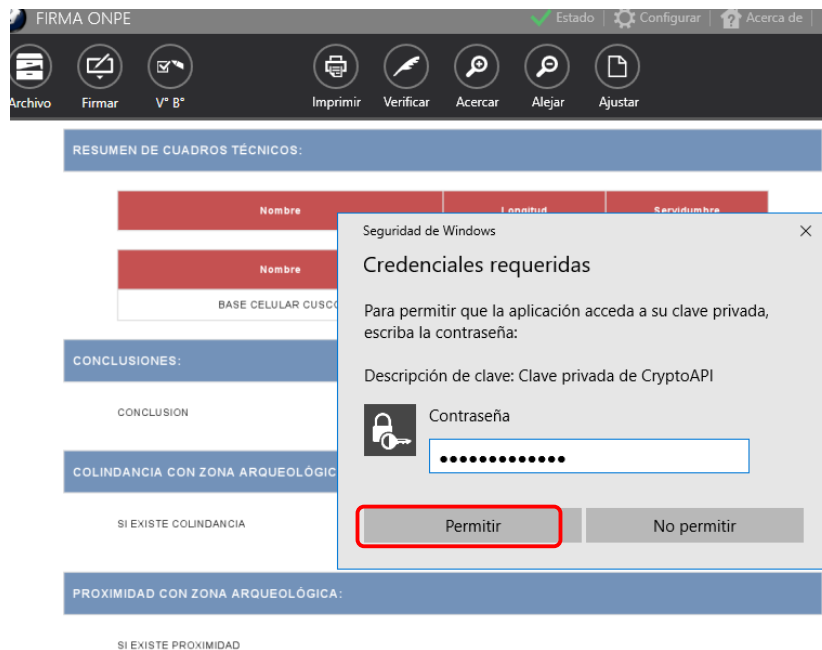 FIRMA ONPE
Estado
Configurar
Acerca de
Archivo
Firmar
V° B°
Imprimir
Verificar
Acercar
Alejar
Ajustar
RESUMEN DE CUADROS TÉCNICOS:
Nombre
Longitud
Servidumbre
Nombre
BASE CELULAR CUSCO
CONCLUSIONES:
CONCLUSION
COLINDANCIA CON ZONA ARQUEOLÓGIC
SI EXISTE COLINDANCIA
PROXIMIDAD CON ZONA ARQUEOLÓGICA:
SI EXISTE PROXIMIDAD
Seguridad de Windows
Credenciales requeridas
Para permitir que la aplicación acceda a su clave privada,
escriba la contraseña:
Descripción de clave: Clave privada de CryptoAPI
Contraseña
•••••••••••••
Permitir
No permitir